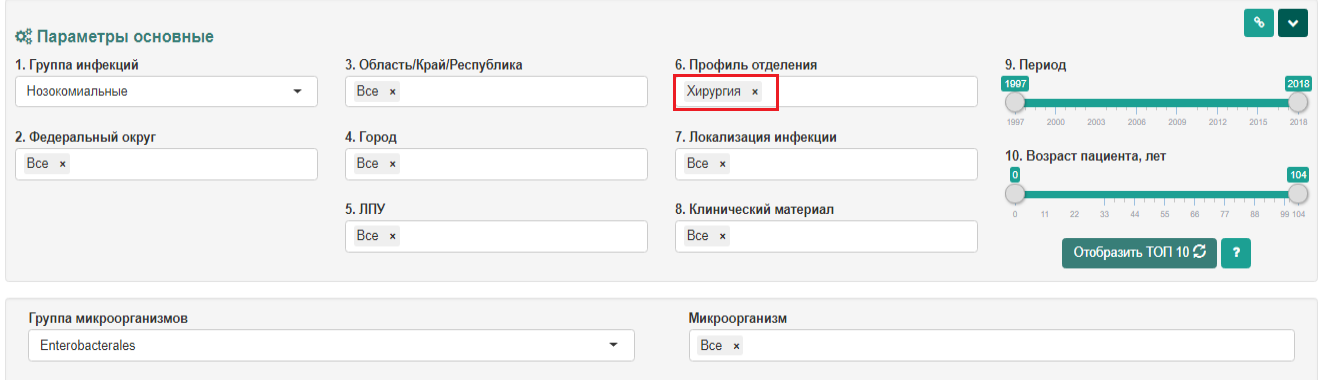 Параметры основные
1. Группа инфекций
Нозокомиальные
2. Федеральный округ
Все ×
3. Область/Край/Республика
Все ×
4. Город
Все ×
5. ЛПУ
Все ×
6. Профиль отделения
Хирургия ×
7. Локализация инфекции
Все ×
8. Клинический материал
Все ×
9. Период
1997 2018
1997 2000 2003 2006 2009 2012 2015 2018
10. Возраст пациента, лет
0 104
0 11 22 33 44 55 66 77 88 99 104
Отобразить ТОП 10 ?
Группа микроорганизмов
Enterobacterales
Микроорганизм
Все ×